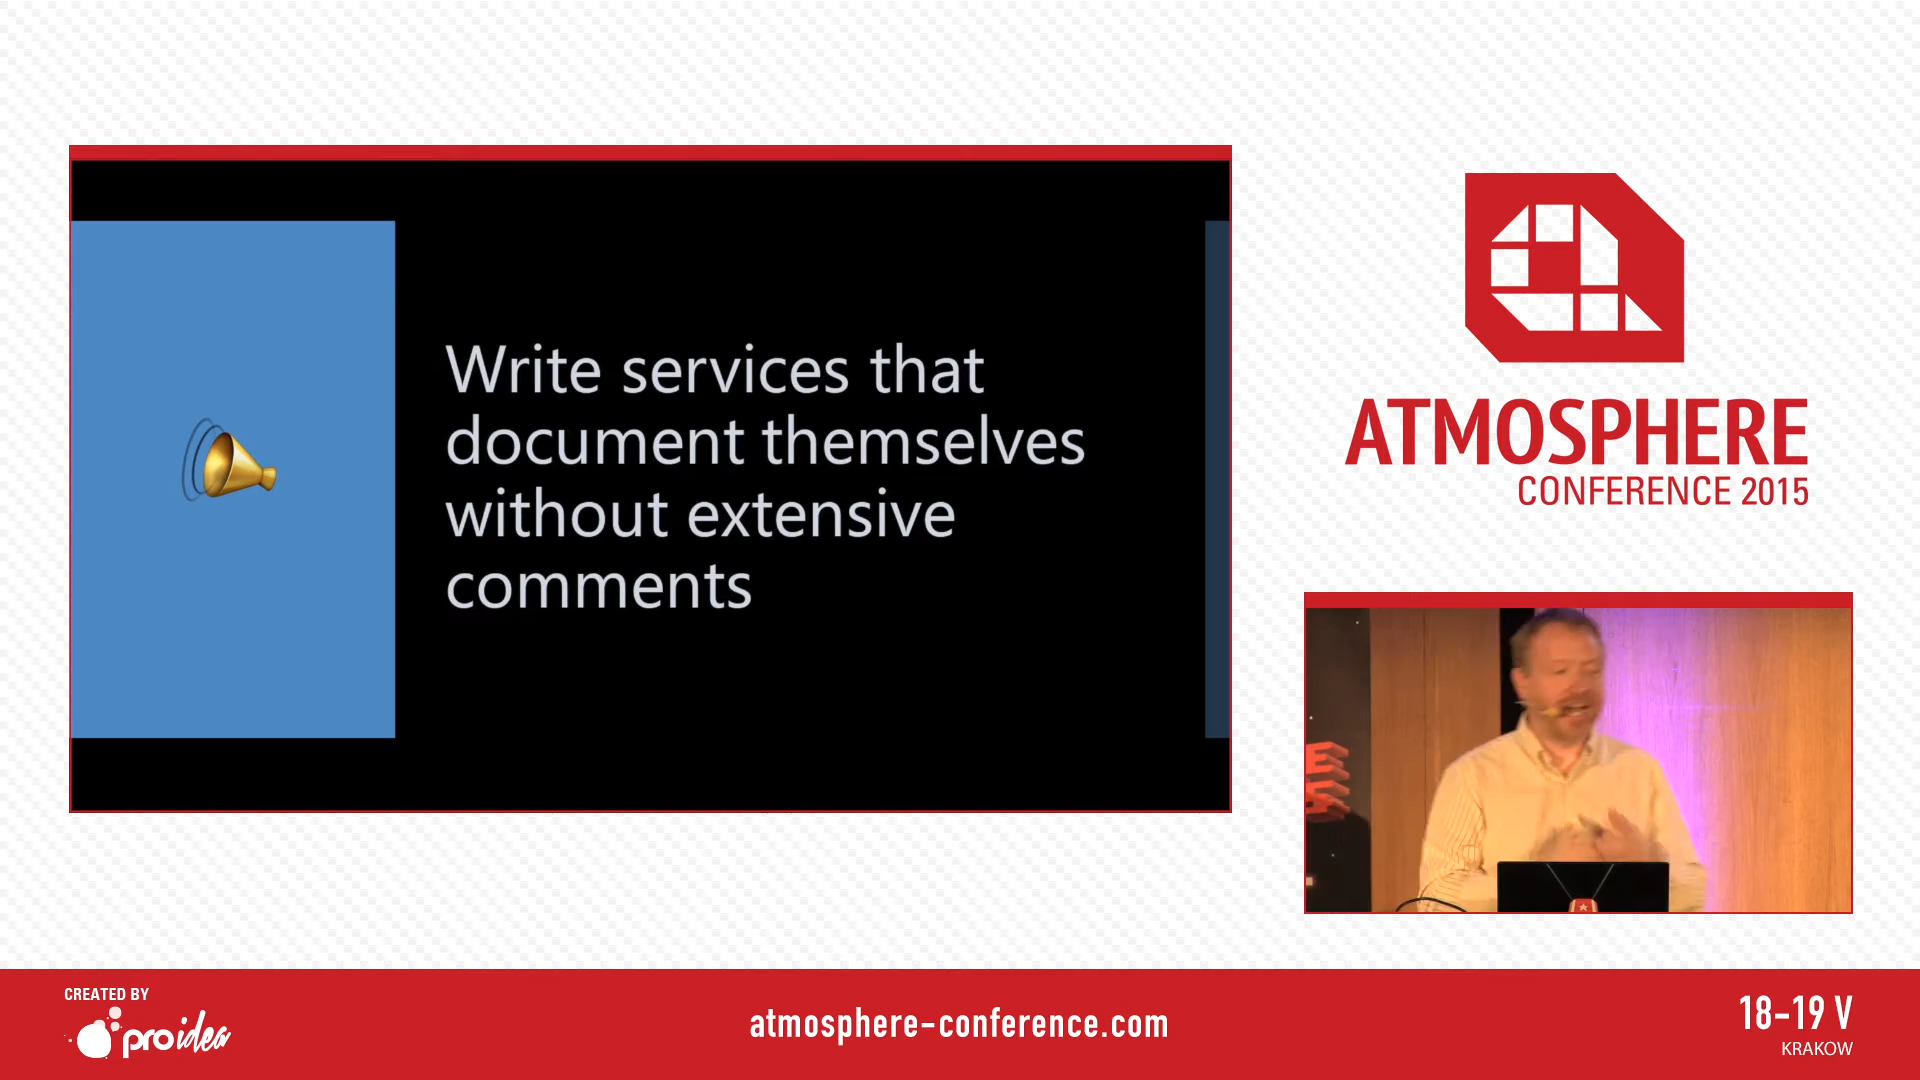 Write services that
document themselves
without extensive
comments
ATMOSPHERE
CONFERENCE 2015
CREATED BY
proidea
atmosphere-conference.com
18-19 V
KRAKOW